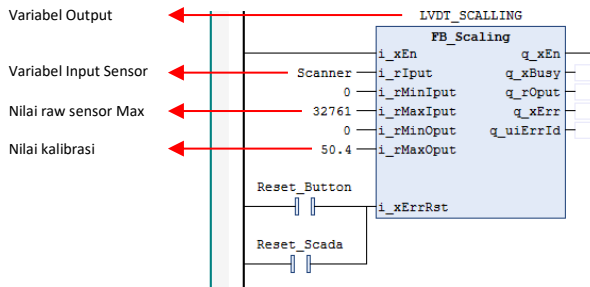 Variabel Output
LVDT_SCALLING
FB_Scaling
i_xEn q_xEn
Variabel Input Sensor Scanner i_rIput q_xBusy
0 i_rMinIput q_rOput
Nilai raw sensor Max 32761 i_rMaxIput q_xErr
0 i_rMinOput q_uiErrId
Nilai kalibrasi 50.4 i_rMaxOput
Reset_Button
i_xErrRst
Reset_Scada